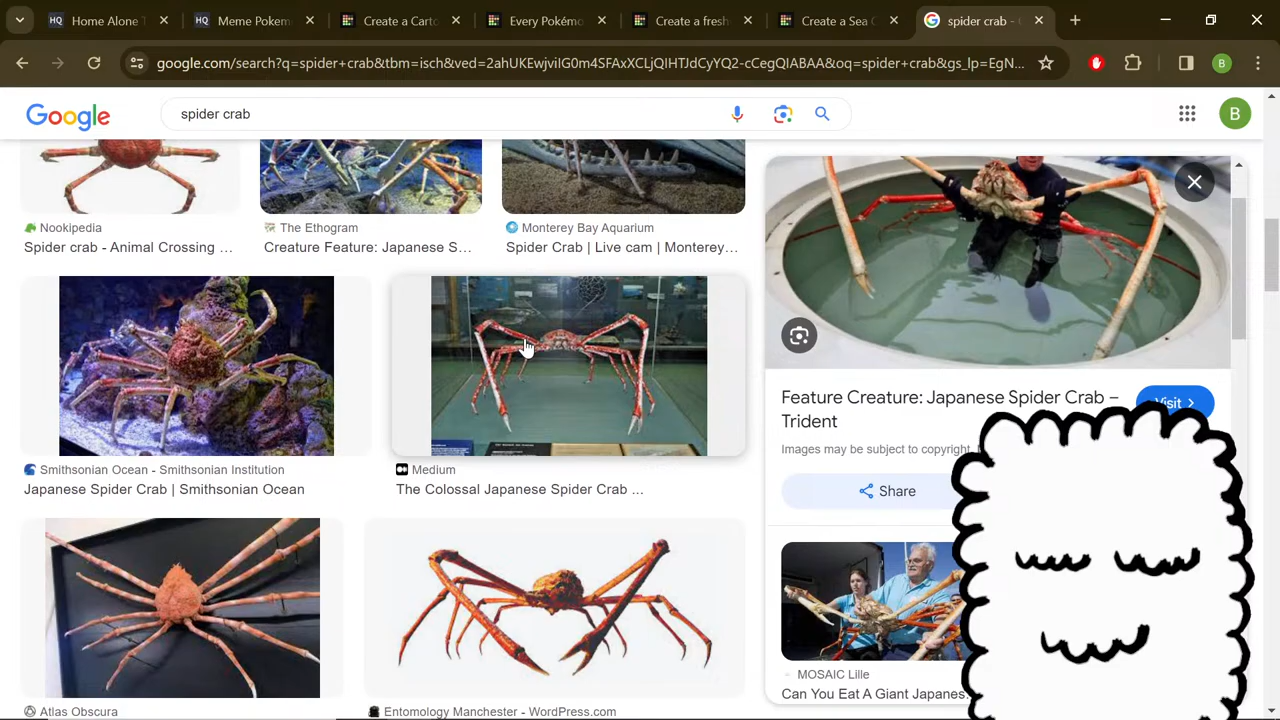 Home Alone T
Meme Pokem
Create a Carto
Every Pokémo
Create a fresh
Create a Sea C
spider crab -
google.com/search?q=spider+crab&tbm=isch&ved=2ahUKEwjviIG0m4SFAxXCLjQIHTJdCyYQ2-cCegQIABAA&oq=spider+crab&gs_lp=EgN...
B
Google
spider crab
B
Nookipedia
Spider crab - Animal Crossing ...
The Ethogram
Creature Feature: Japanese S...
Monterey Bay Aquarium
Spider Crab | Live cam | Monterey...
Smithsonian Ocean - Smithsonian Institution
Japanese Spider Crab | Smithsonian Ocean
Medium
The Colossal Japanese Spider Crab ...
Atlas Obscura
Entomology Manchester - WordPress.com
Feature Creature: Japanese Spider Crab –
Trident
Visit
Images may be subject to copyright.
Share
MOSAIC Lille
Can You Eat A Giant Japanes